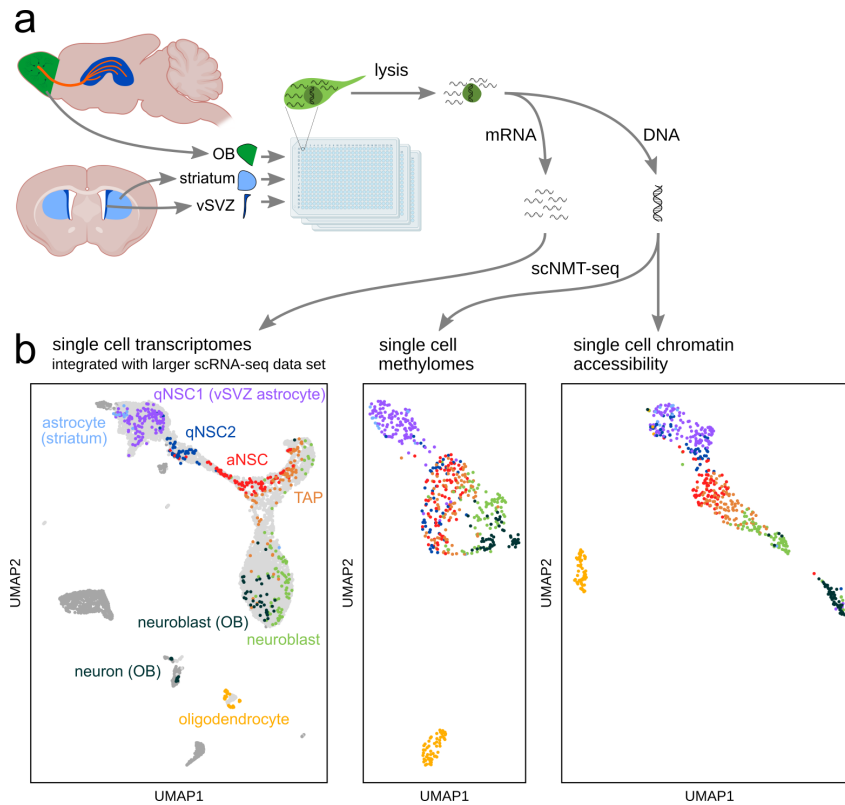 a
lysis
mRNA
DNA
OB
striatum
vSVZ
scNMT-seq
b
single cell transcriptomes
integrated with larger scRNA-seq data set
single cell
methylomes
single cell chromatin
accessibility
qNSC1 (vSVZ astrocyte)
astrocyte
(striatum)
qNSC2
aNSC
TAP
neuroblast (OB)
neuroblast
neuron (OB)
oligodendrocyte
UMAP2
UMAP1
UMAP2
UMAP1
UMAP2
UMAP1